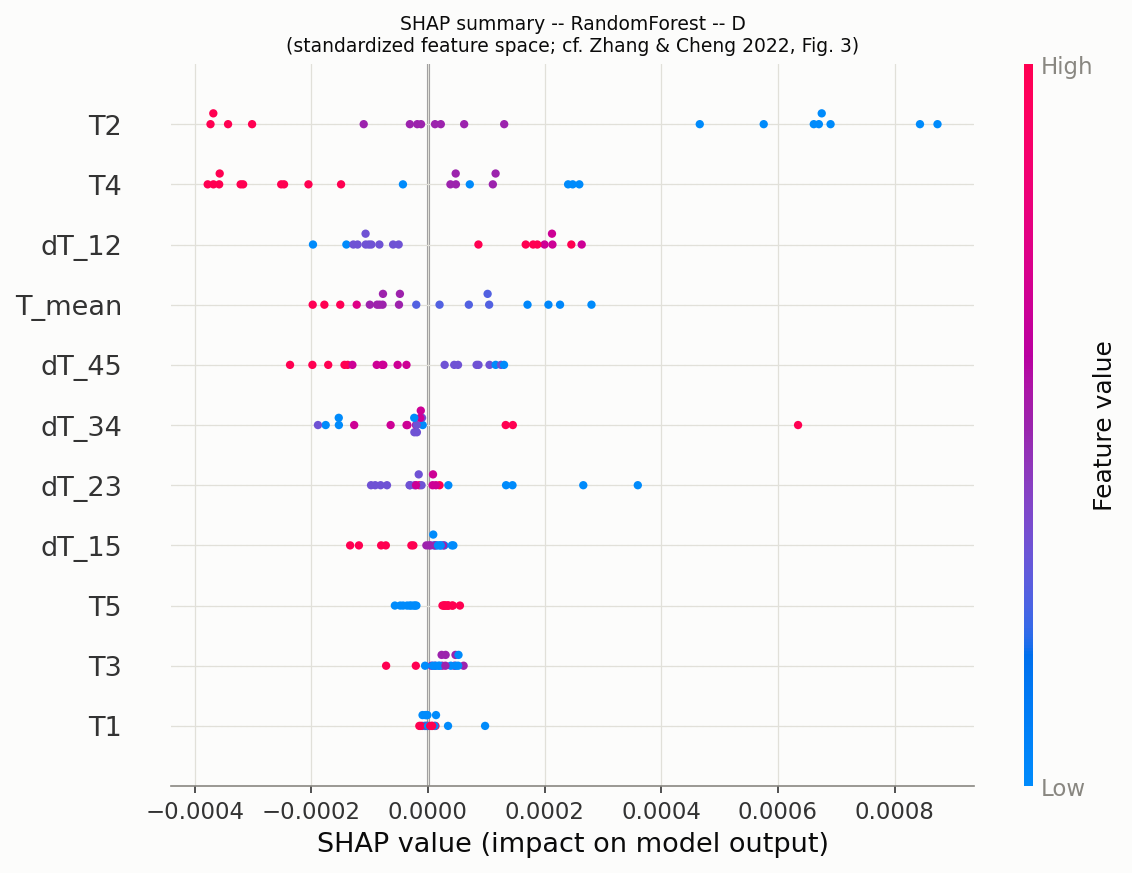 SHAP summary -- RandomForest -- D
(standardized feature space; cf. Zhang & Cheng 2022, Fig. 3)
High
T2
T4
dT_12
T_mean
dT_45
dT_34
dT_23
dT_15
T5
T3
T1
Feature value
Low
−0.0004 −0.0002 0.0000 0.0002 0.0004 0.0006 0.0008
SHAP value (impact on model output)